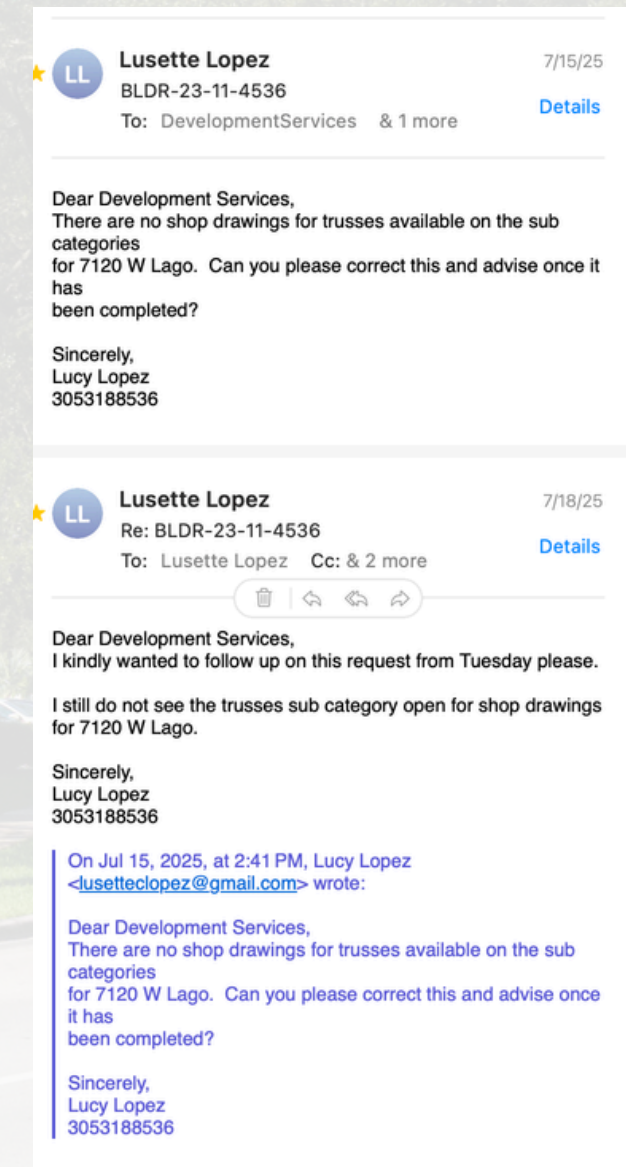 LL
Lusette Lopez
7/15/25
BLDR-23-11-4536
Details
To: DevelopmentServices & 1 more
Dear Development Services,
There are no shop drawings for trusses available on the sub
categories
for 7120 W Lago. Can you please correct this and advise once it
has
been completed?
Sincerely,
Lucy Lopez
3053188536
LL
Lusette Lopez
7/18/25
Re: BLDR-23-11-4536
Details
To: Lusette Lopez Cc: & 2 more
Dear Development Services,
I kindly wanted to follow up on this request from Tuesday please.
I still do not see the trusses sub category open for shop drawings
for 7120 W Lago.
Sincerely,
Lucy Lopez
3053188536
On Jul 15, 2025, at 2:41 PM, Lucy Lopez
<lusetteclopez@gmail.com> wrote:
Dear Development Services,
There are no shop drawings for trusses available on the sub
categories
for 7120 W Lago. Can you please correct this and advise once
it has
been completed?
Sincerely,
Lucy Lopez
3053188536